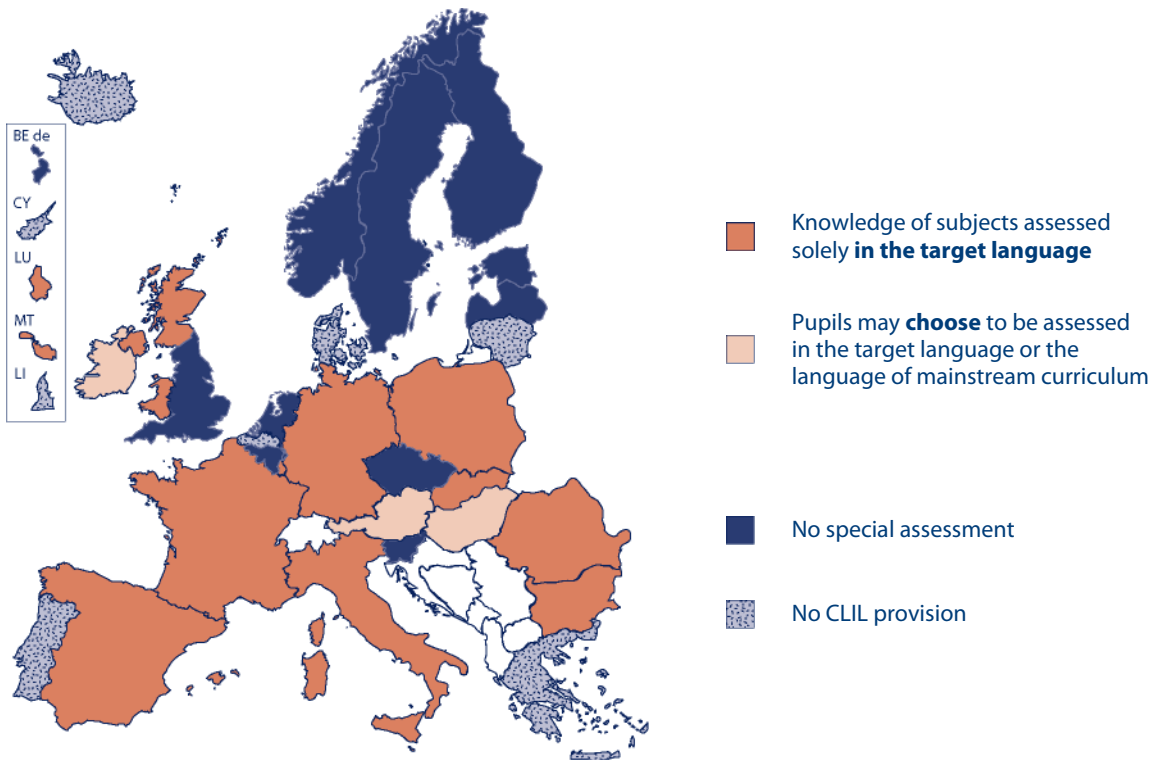 BE de
CY
LU
MT
LI
Knowledge of subjects assessed
solely in the target language
Pupils may choose to be assessed
in the target language or the
language of mainstream curriculum
No special assessment
No CLIL provision